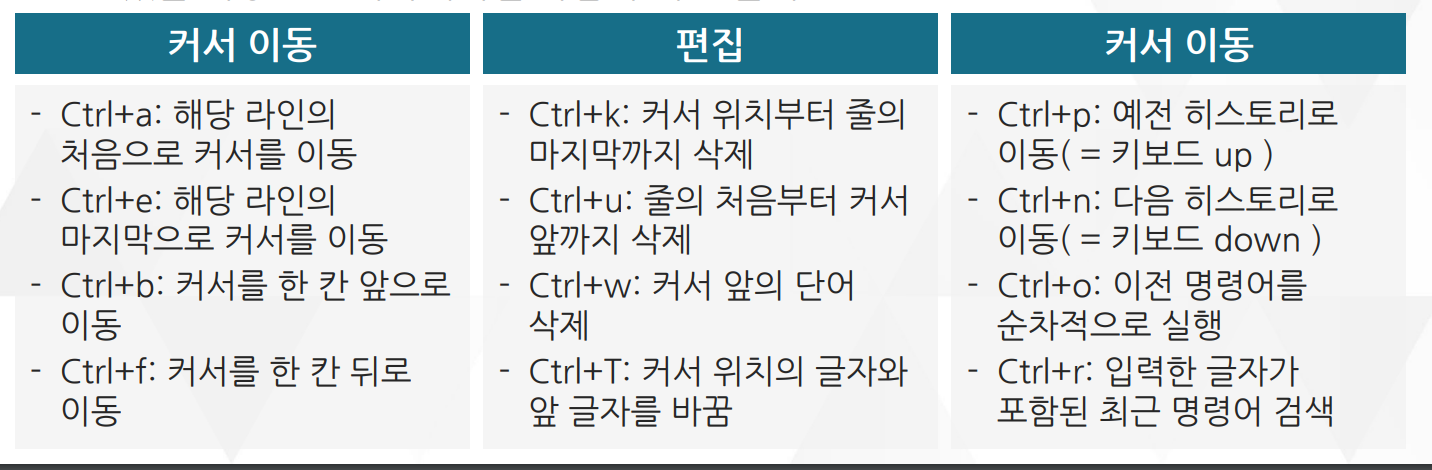 커서 이동
- Ctrl+a: 해당 라인의
처음으로 커서를 이동
- Ctrl+e: 해당 라인의
마지막으로 커서를 이동
- Ctrl+b: 커서를 한 칸 앞으로
이동
- Ctrl+f: 커서를 한 칸 뒤로
이동
편집
- Ctrl+k: 커서 위치부터 줄의
마지막까지 삭제
- Ctrl+u: 줄의 처음부터 커서
앞까지 삭제
- Ctrl+w: 커서 앞의 단어
삭제
- Ctrl+T: 커서 위치의 글자와
앞 글자를 바꿈
커서 이동
- Ctrl+p: 예전 히스토리로
이동( = 키보드 up )
- Ctrl+n: 다음 히스토리로
이동( = 키보드 down )
- Ctrl+o: 이전 명령어를
순차적으로 실행
- Ctrl+r: 입력한 글자가
포함된 최근 명령어 검색